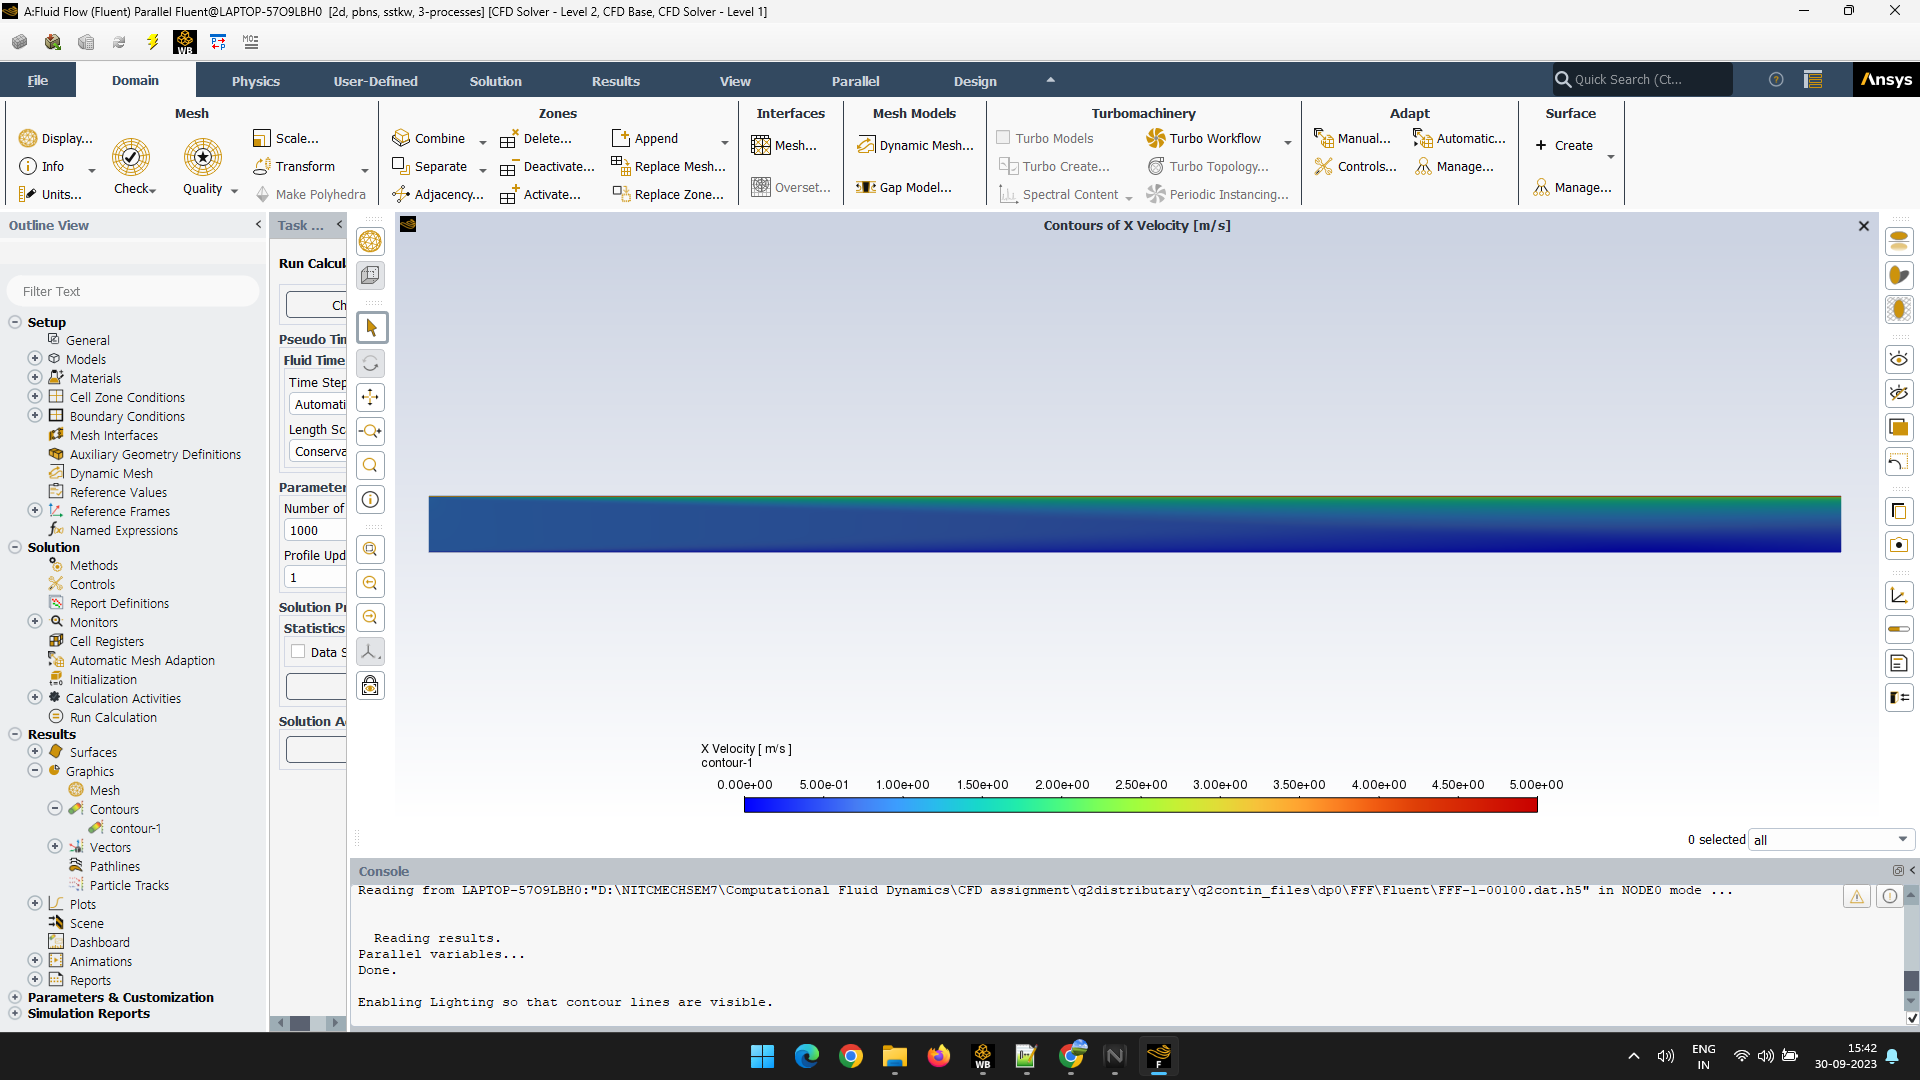 A:Fluid Flow (Fluent) Parallel Fluent@LAPTOP-57O9LBH0 [2d, pbns, sstkw, 3-processes] [CFD Solver - Level 2, CFD Base, CFD Solver - Level 1]
WB
File Domain Physics User-Defined Solution Results View Parallel Design Quick Search (Ct... Ansys
Mesh Zones Interfaces Mesh Models Turbomachinery Adapt Surface
Display... Scale... Combine Delete... Append Mesh... Dynamic Mesh... Turbo Models Turbo Workflow Manual... Automatic... + Create
Info Transform Separate Deactivate... Replace Mesh... Turbo Create... Turbo Topology... Controls... Manage...
Check Quality Overset... Gap Model... Manage...
Units... Make Polyhedra Adjacency... Activate... Replace Zone... Spectral Content Periodic Instancing...
Outline View
Task ...
Contours of X Velocity [m/s]
Filter Text
Setup
General
Models
Materials
Cell Zone Conditions
Boundary Conditions
Mesh Interfaces
Auxiliary Geometry Definitions
Dynamic Mesh
Reference Values
Reference Frames
Named Expressions
Solution
Methods
Controls
Report Definitions
Monitors
Cell Registers
Automatic Mesh Adaption
Initialization
Calculation Activities
Run Calculation
Results
Surfaces
Graphics
Mesh
Contours
contour-1
Vectors
Pathlines
Particle Tracks
Plots
Scene
Dashboard
Animations
Reports
Parameters & Customization
Simulation Reports
Run Calcul
Ch
Pseudo Tin
Fluid Time
Time Step
Automati
Length Sc
Conserva
Parameter
Number of
1000
Profile Upd
1
Solution Pr
Statistics
Data S
Solution A
X Velocity [ m/s ]
contour-1
0.00e+00 5.00e-01 1.00e+00 1.50e+00 2.00e+00 2.50e+00 3.00e+00 3.50e+00 4.00e+00 4.50e+00 5.00e+00
0 selected all
Console
Reading from LAPTOP-57O9LBH0:"D:\NITCMECHSEM7\Computational Fluid Dynamics\CFD assignment\q2distributary\q2contin_files\dp0\FFF\Fluent\FFF-1-00100.dat.h5" in NODE0 mode ...
Reading results.
Parallel variables...
Done.
Enabling Lighting so that contour lines are visible.
WB
F
ENG
IN
15:42
30-09-2023